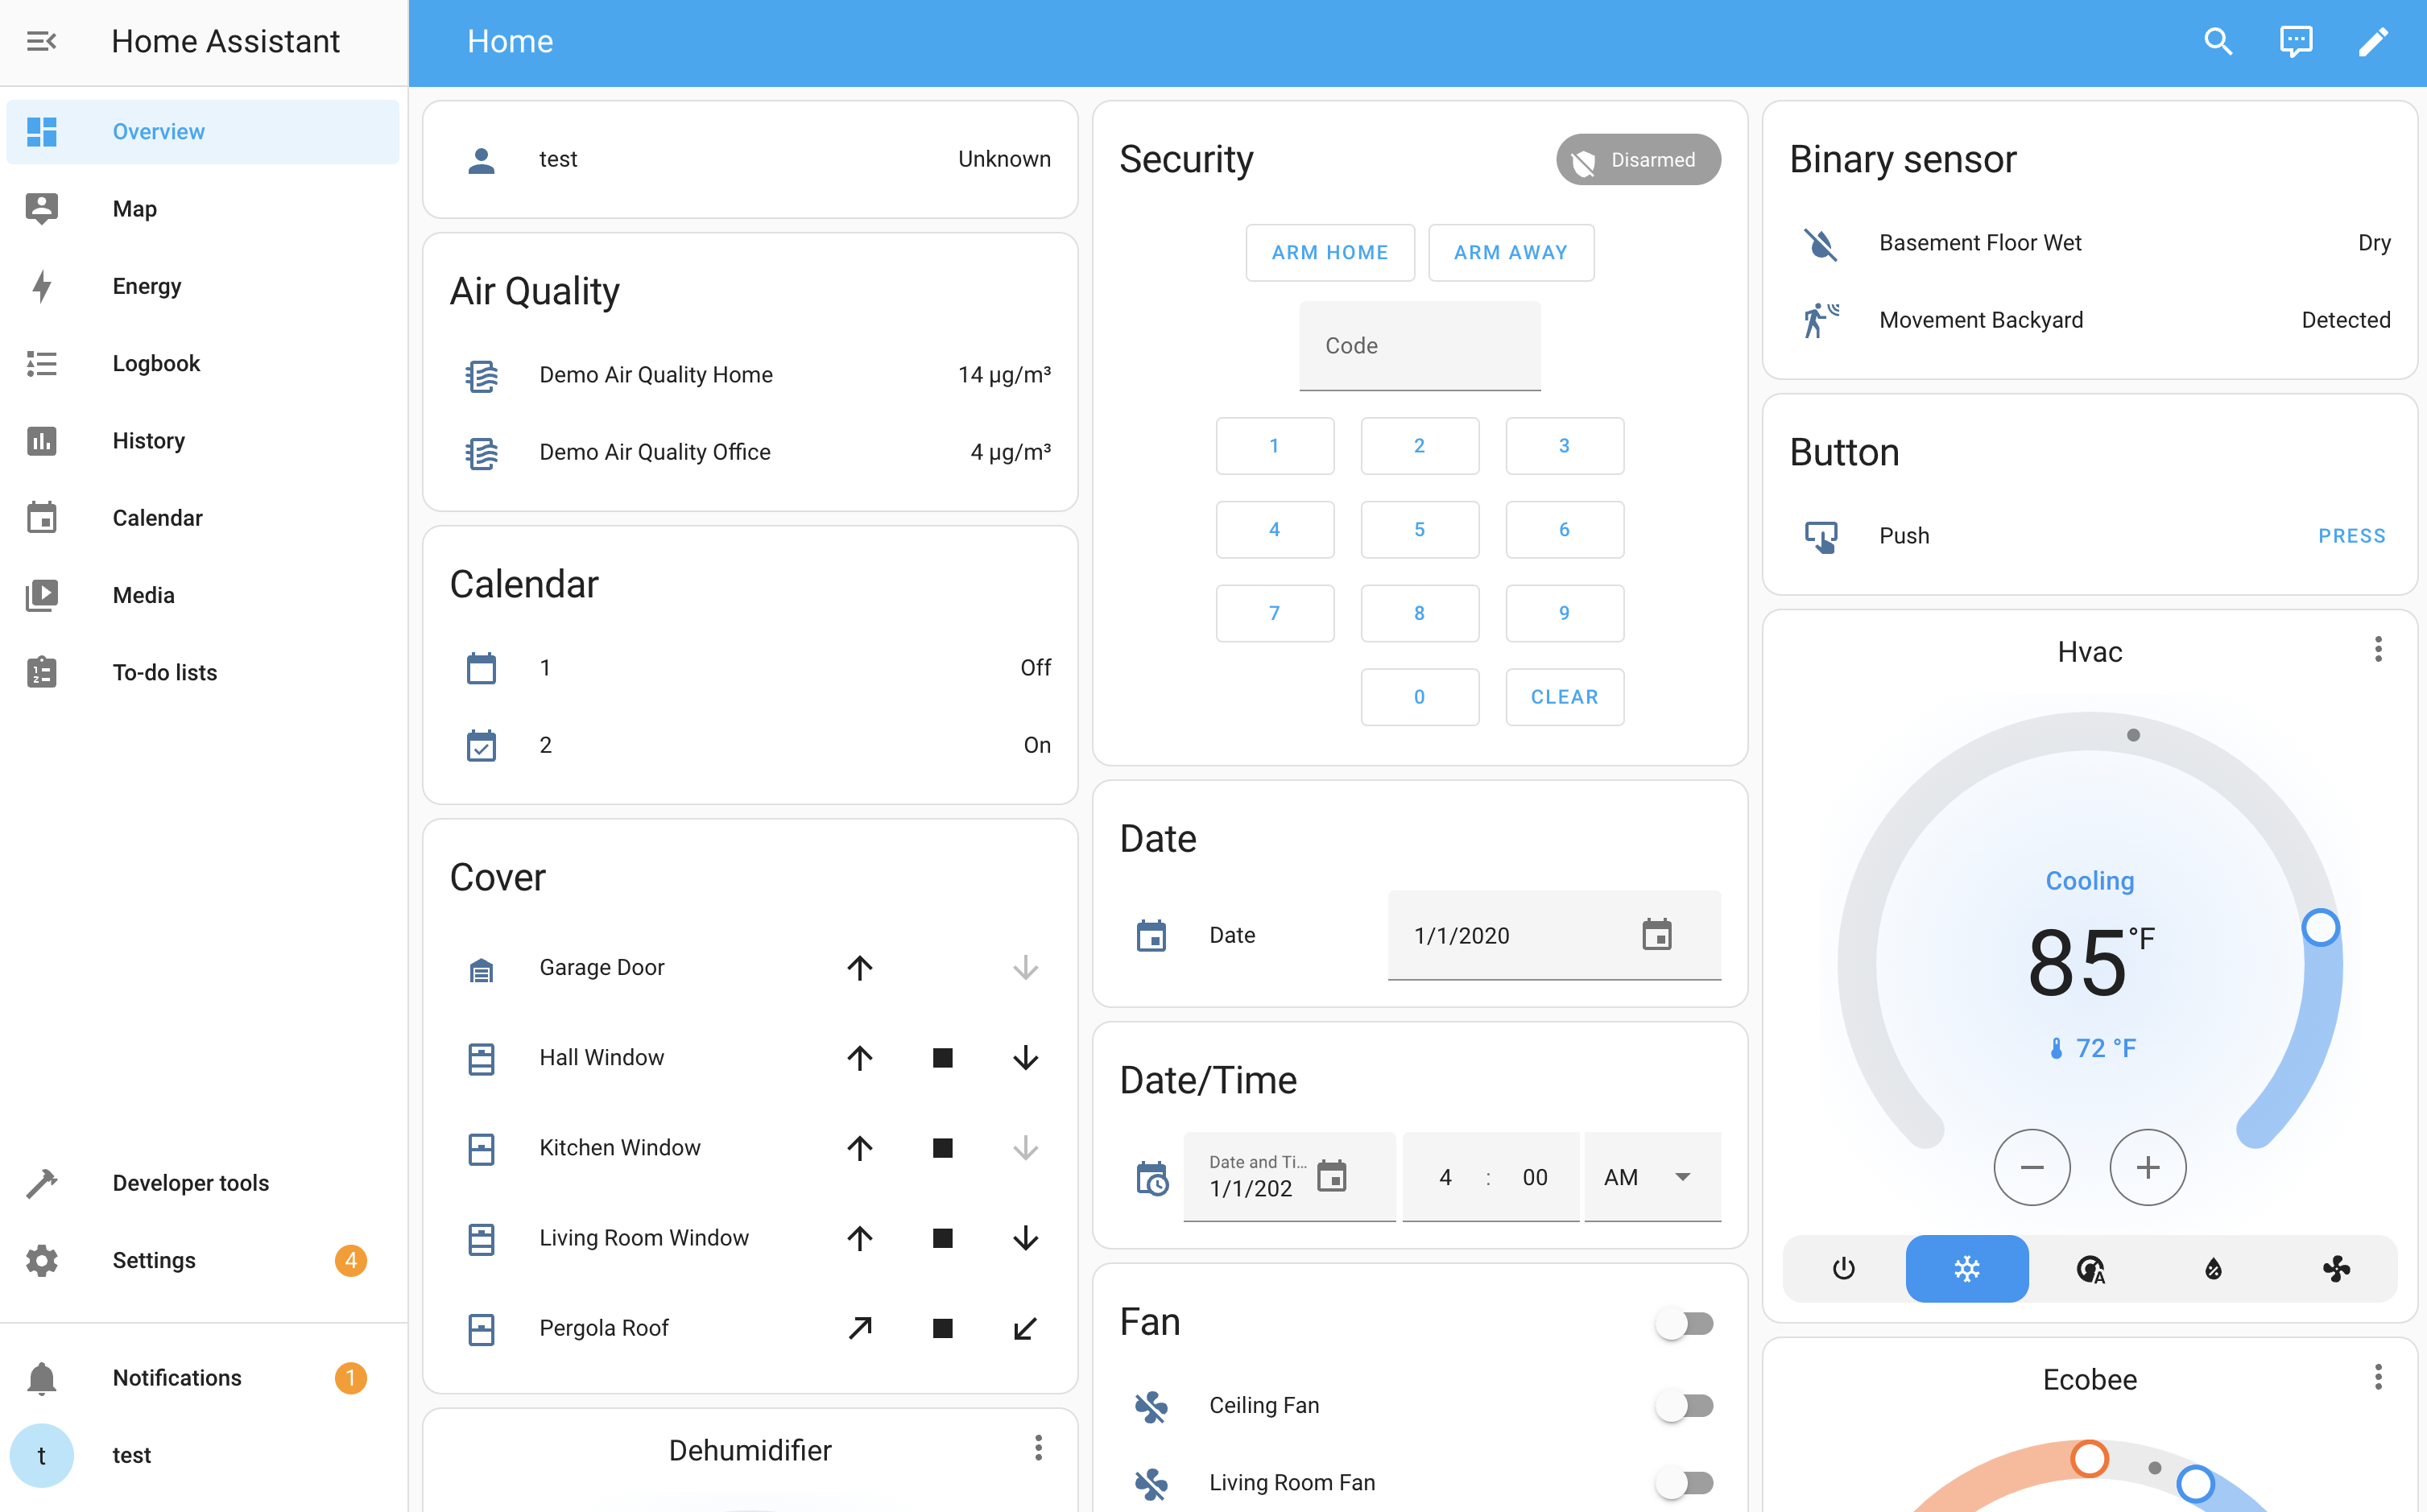 Home Assistant
Home
Overview
Map
Energy
Logbook
History
Calendar
Media
To-do lists
Developer tools
Settings 4
Notifications 1
t test
test Unknown
Air Quality
Demo Air Quality Home 14 µg/m³
Demo Air Quality Office 4 µg/m³
Calendar
1 Off
2 On
Cover
Garage Door
Hall Window
Kitchen Window
Living Room Window
Pergola Roof
Dehumidifier
Security Disarmed
ARM HOME ARM AWAY
Code
1 2 3
4 5 6
7 8 9
0 CLEAR
Date
Date 1/1/2020
Date/Time
Date and Ti...
1/1/202 4 : 00 AM
Fan
Ceiling Fan
Living Room Fan
Binary sensor
Basement Floor Wet Dry
Movement Backyard Detected
Button
Push PRESS
Hvac
Cooling
85 °F
72 °F
A
Ecobee